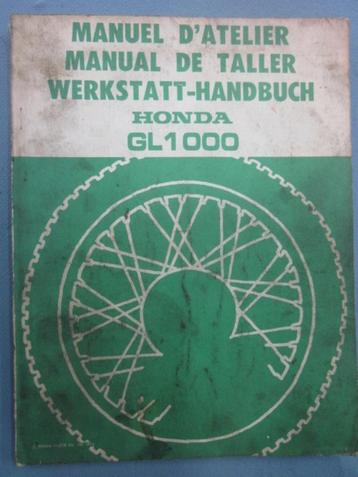 MANUEL D'ATELIER
MANUAL DE TALLER
WERKSTATT-HANDBUCH
HONDA
GL1000